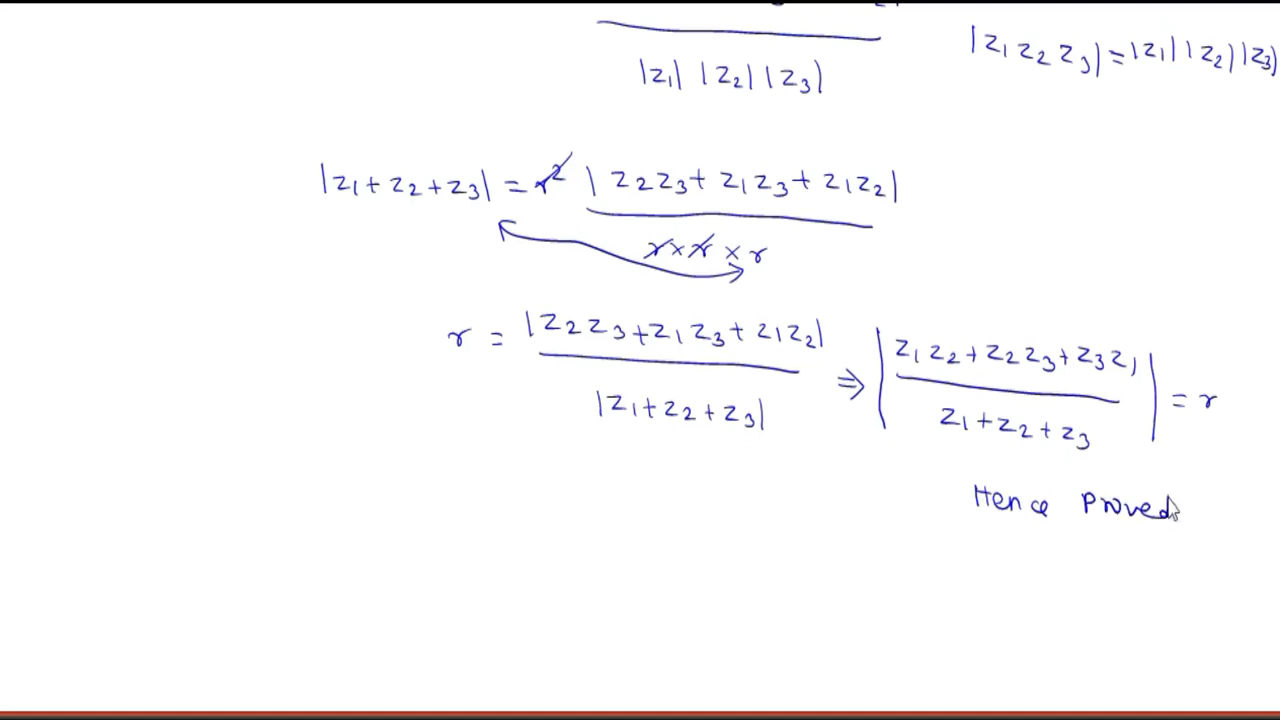 |z₁| |z₂| |z₃|
|z₁ z₂ z₃| = |z₁| |z₂| |z₃|
|z₁ + z₂ + z₃| = r² |z₂z₃ + z₁z₃ + z₁z₂|
r × r × r
r = |z₂z₃ + z₁z₃ + z₁z₂|
|z₁ + z₂ + z₃|
⇒ |z₁z₂ + z₂z₃ + z₃z₁ / z₁ + z₂ + z₃| = r
Hence Proved